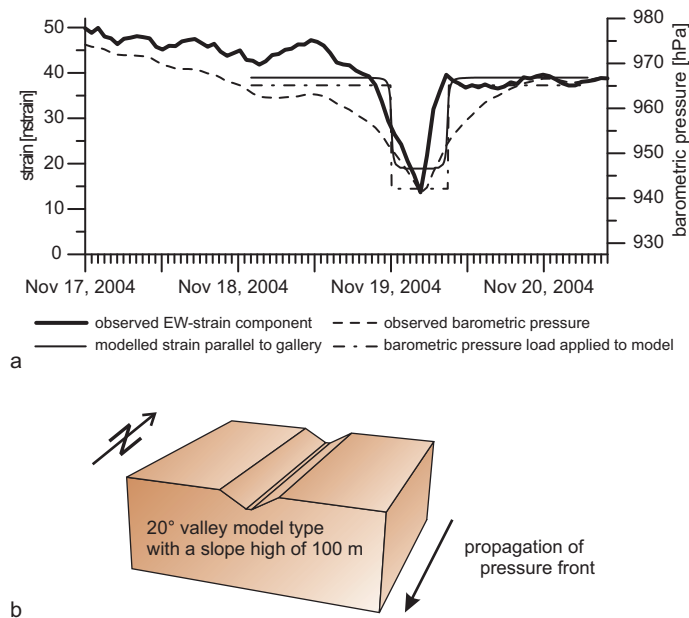 50
40
30
20
10
0
strain [nstrain]
980
970
960
950
940
930
barometric pressure [hPa]
Nov 17, 2004 Nov 18, 2004 Nov 19, 2004 Nov 20, 2004
observed EW-strain component observed barometric pressure
modelled strain parallel to gallery barometric pressure load applied to model
a
N
20° valley model type
with a slope high of 100 m
propagation of
pressure front
b